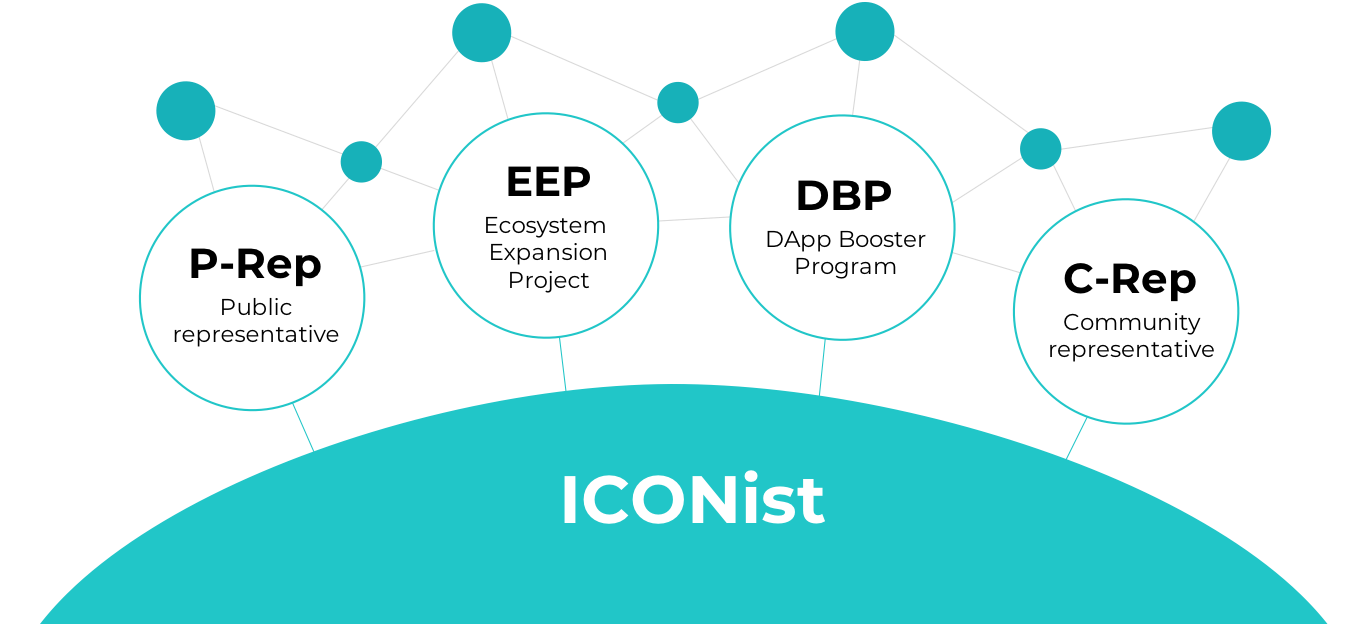 P-Rep
Public
representative
EEP
Ecosystem
Expansion
Project
DBP
DApp Booster
Program
C-Rep
Community
representative
ICONist